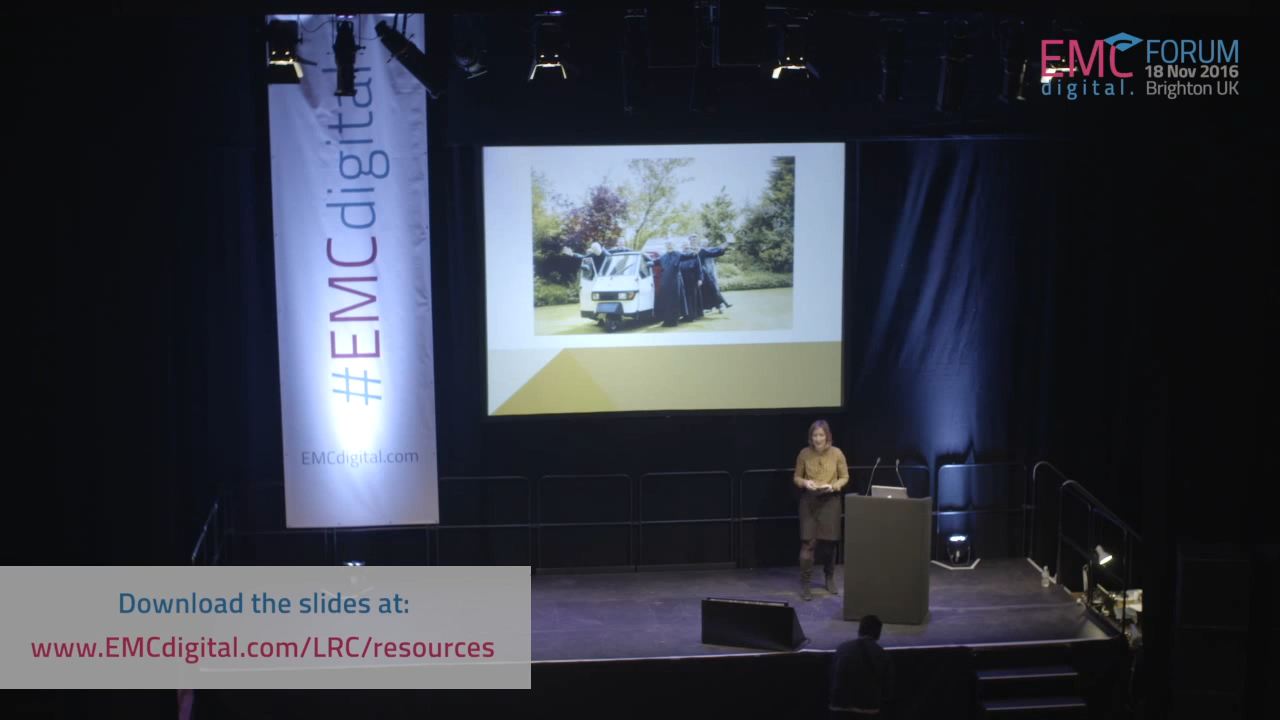 EMC FORUM
digital. 18 Nov 2016
Brighton UK
#EMCdigital
EMCdigital.com
Download the slides at:
www.EMCdigital.com/LRC/resources